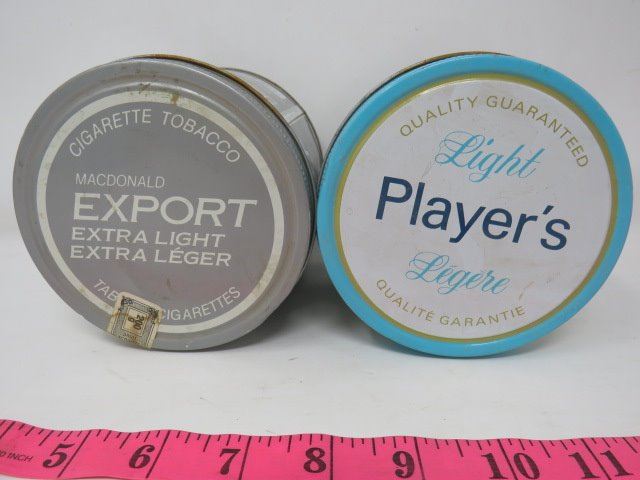 CIGARETTE TOBACCO
MACDONALD
EXPORT
EXTRA LIGHT
EXTRA LÉGER
CIGARETTES
QUALITY GUARANTEED
Light
Player's
Légère
QUALITÉ GARANTIE
INCH 5 6 7 8 9 10 11 12